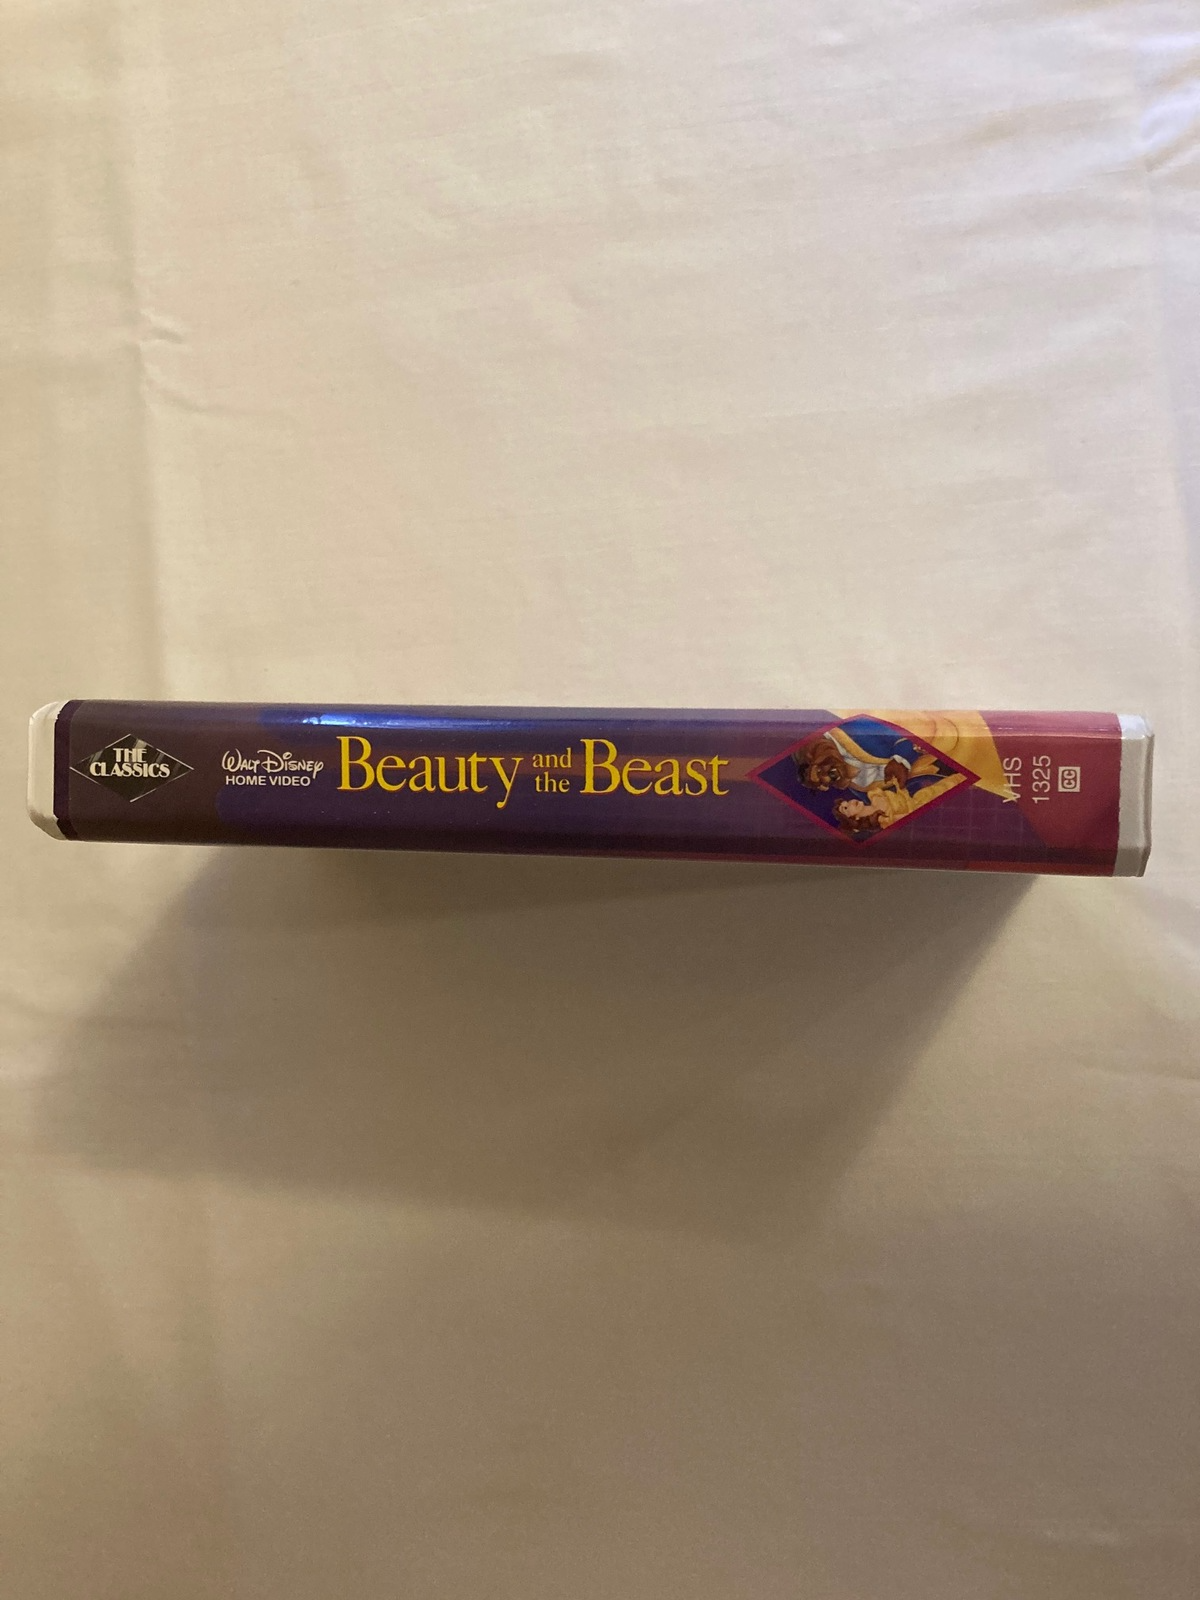 THE
CLASSICS
WALT DISNEY
HOME VIDEO
Beauty and the Beast
VHS
1325
CC